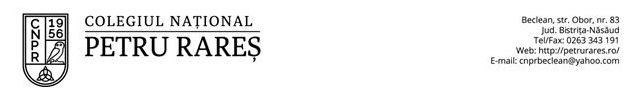 CNPR
1956
COLEGIUL NAȚIONAL
PETRU RAREȘ
Beclean, str. Obor, nr. 83
Jud. Bistrița-Năsăud
Tel/Fax: 0263 343 191
Web: http://petrurares.ro/
E-mail: cnprbeclean@yahoo.com